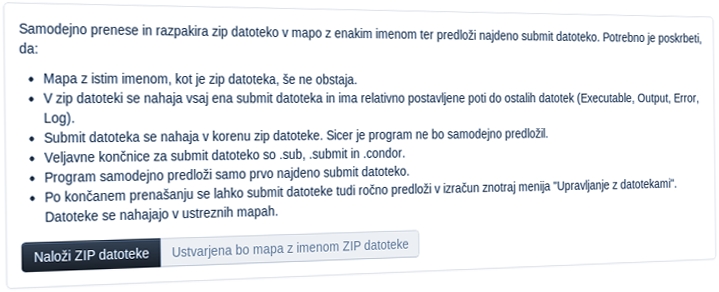 Samodejno prenese in razpakira zip datoteko v mapo z enakim imenom ter predloži najdeno submit datoteko. Potrebno je poskrbeti,
da:
Mapa z istim imenom, kot je zip datoteka, še ne obstaja.
V zip datoteki se nahaja vsaj ena submit datoteka in ima relativno postavljene poti do ostalih datotek (Executable, Output, Error,
Log).
Submit datoteka se nahaja v korenu zip datoteke. Sicer je program ne bo samodejno predložil.
Veljavne končnice za submit datoteko so .sub, .submit in .condor.
Program samodejno predloži samo prvo najdeno submit datoteko.
Po končanem prenašanju se lahko submit datoteke tudi ročno predloži v izračun znotraj menija "Upravljanje z datotekami".
Datoteke se nahajajo v ustreznih mapah.
Naloži ZIP datoteke Ustvarjena bo mapa z imenom ZIP datoteke